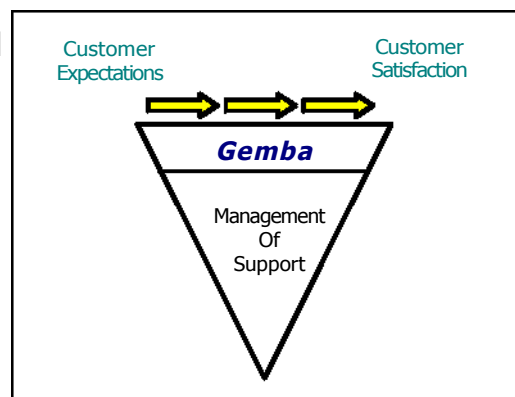 Customer
Expectations
Customer
Satisfaction
Gemba
Management
Of
Support